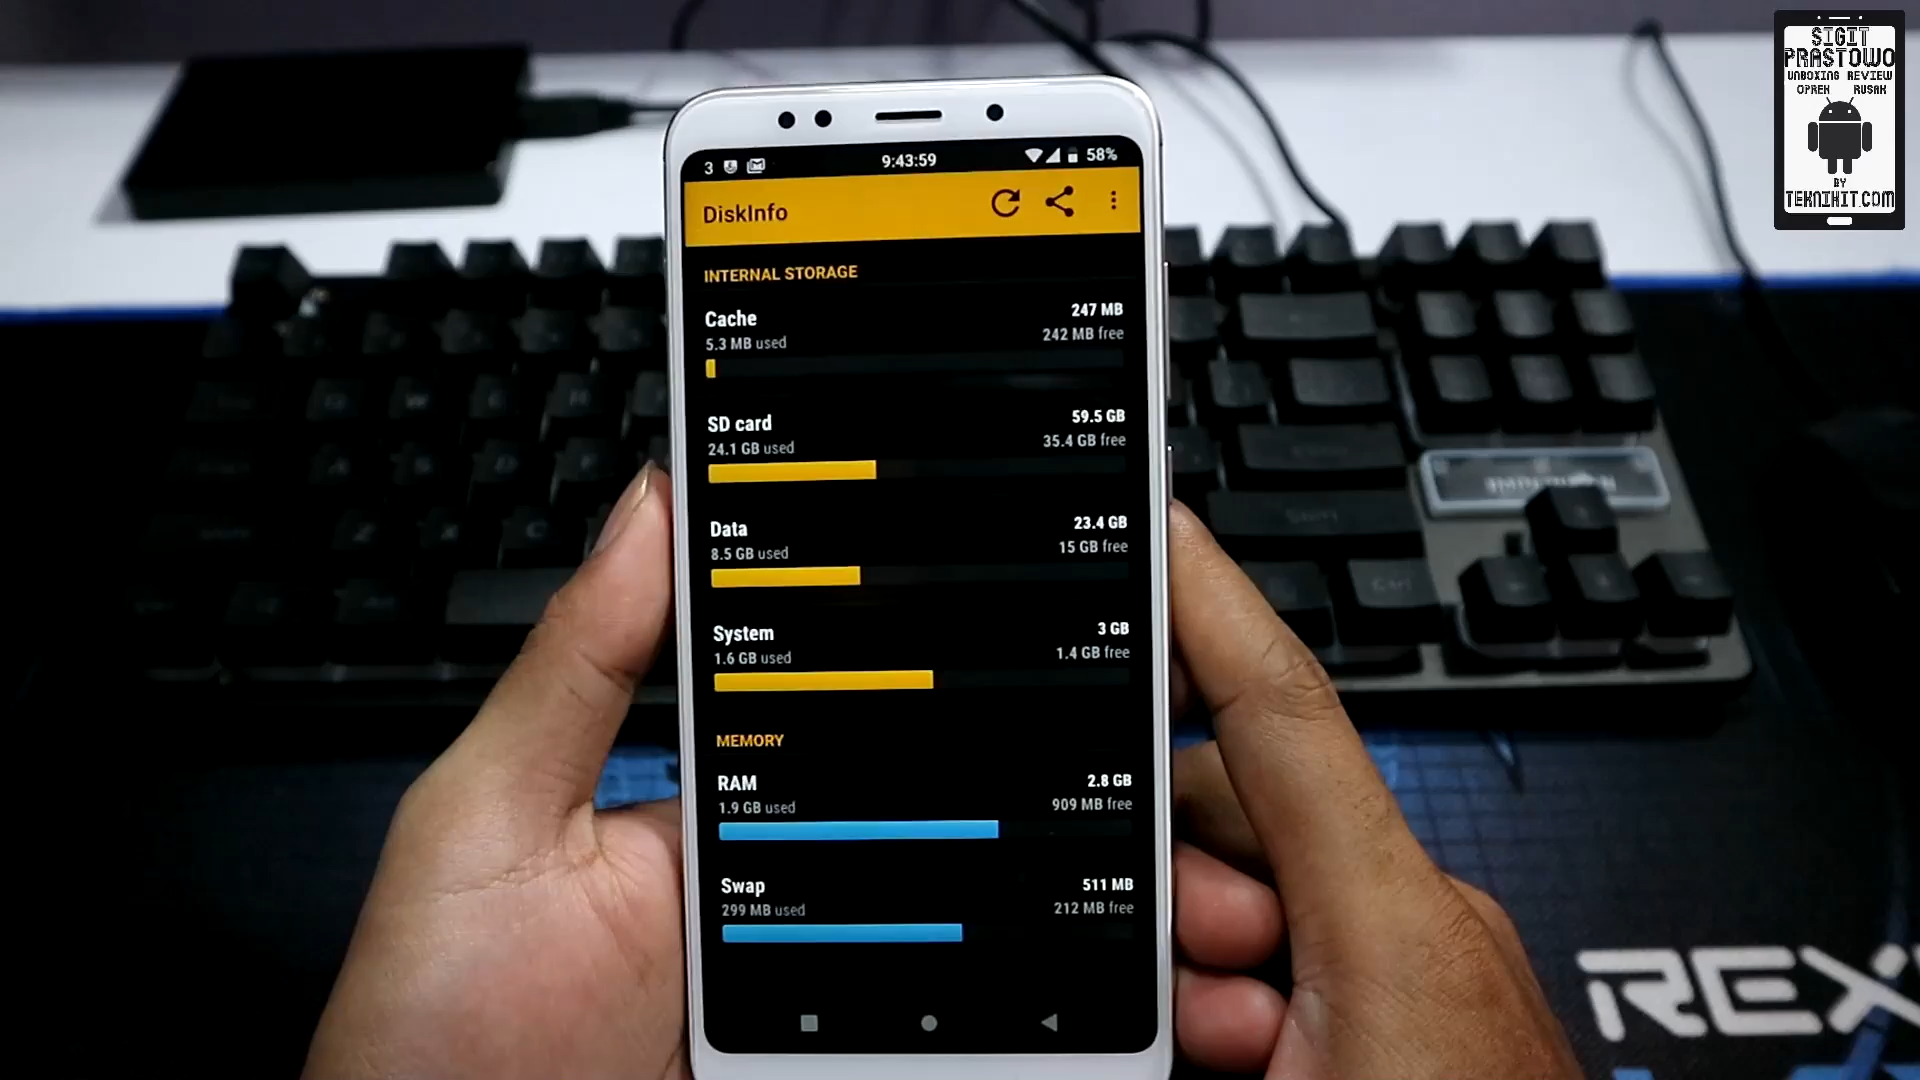 SIGIT
PRASTOWO
UNBOXING REVIEW
OPREK RUSAK
BY
TEKNIKIT.COM
3 9:43:59 58%
DiskInfo
INTERNAL STORAGE
Cache 247 MB
5.3 MB used 242 MB free
SD card 59.5 GB
24.1 GB used 35.4 GB free
Data 23.4 GB
8.5 GB used 15 GB free
System 3 GB
1.6 GB used 1.4 GB free
MEMORY
RAM 2.8 GB
1.9 GB used 909 MB free
Swap 511 MB
299 MB used 212 MB free
REX